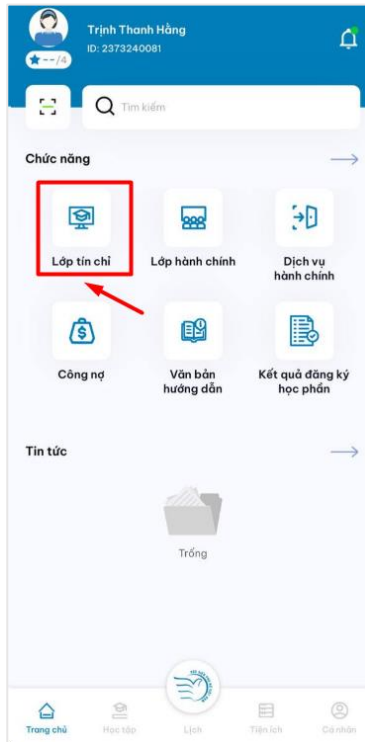 Trịnh Thanh Hằng
ID: 2373240081
--/4
Tìm kiếm
Chức năng
Lớp tín chỉ
Lớp hành chính
Dịch vụ
hành chính
Công nợ
Văn bản
hướng dẫn
Kết quả đăng ký
học phần
Tin tức
Trống
Trang chủ
Học tập
Lịch
Tiện ích
Cá nhân